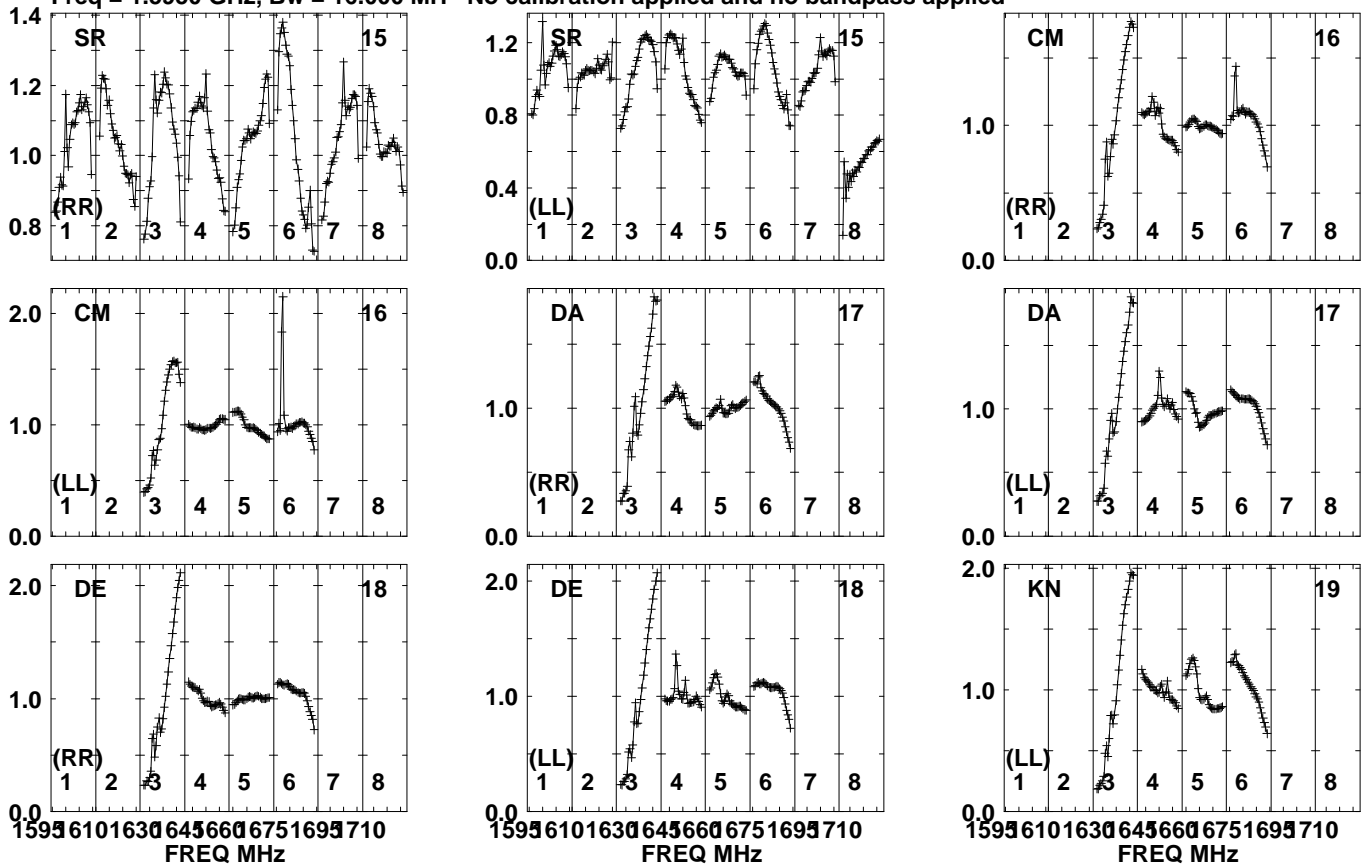 No calibration applied and no bandpass applied
1.4 SR 15
1.2
1.0
0.8 (RR)
1 2 3 4 5 6 7 8
1.2 SR 15
0.8
0.4 (LL)
0.0
1 2 3 4 5 6 7 8
CM 16
1.0
(RR)
0.0
1 2 3 4 5 6 7 8
2.0 CM 16
1.0
(LL)
0.0
1 2 3 4 5 6 7 8
DA 17
1.0
(RR)
0.0
1 2 3 4 5 6 7 8
DA 17
1.0
(LL)
0.0
1 2 3 4 5 6 7 8
2.0 DE 18
1.0
(RR)
0.0
1 2 3 4 5 6 7 8
1595 1610 1630 1645 1660 1675 1695 1710
FREQ MHz
2.0 DE 18
1.0
(LL)
0.0
1 2 3 4 5 6 7 8
1595 1610 1630 1645 1660 1675 1695 1710
FREQ MHz
2.0 KN 19
1.0
(LL)
0.0
1 2 3 4 5 6 7 8
1595 1610 1630 1645 1660 1675 1695 1710
FREQ MHz